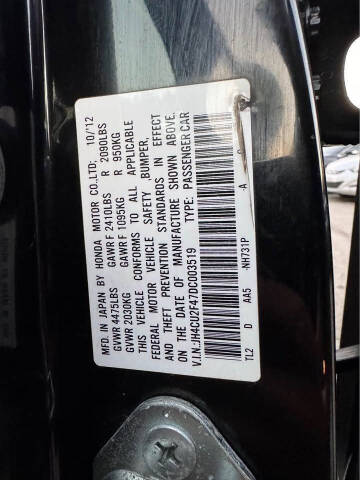 MFD. IN JAPAN BY HONDA MOTOR CO.,LTD; 10/'12
GVWR 4475LBS GAWR F 2410LBS R 2090LBS
GVWR 2030KG GAWR F 1095KG R 950KG
THIS VEHICLE CONFORMS TO ALL APPLICABLE
FEDERAL MOTOR VEHICLE SAFETY BUMPER,
AND THEFT PREVENTION STANDARDS IN EFFECT
ON THE DATE OF MANUFACTURE SHOWN ABOVE.
V.I.N.:JH4CU2F47DC003519 TYPE: PASSENGER CAR
TL2 D AA5 -NH731P -A C